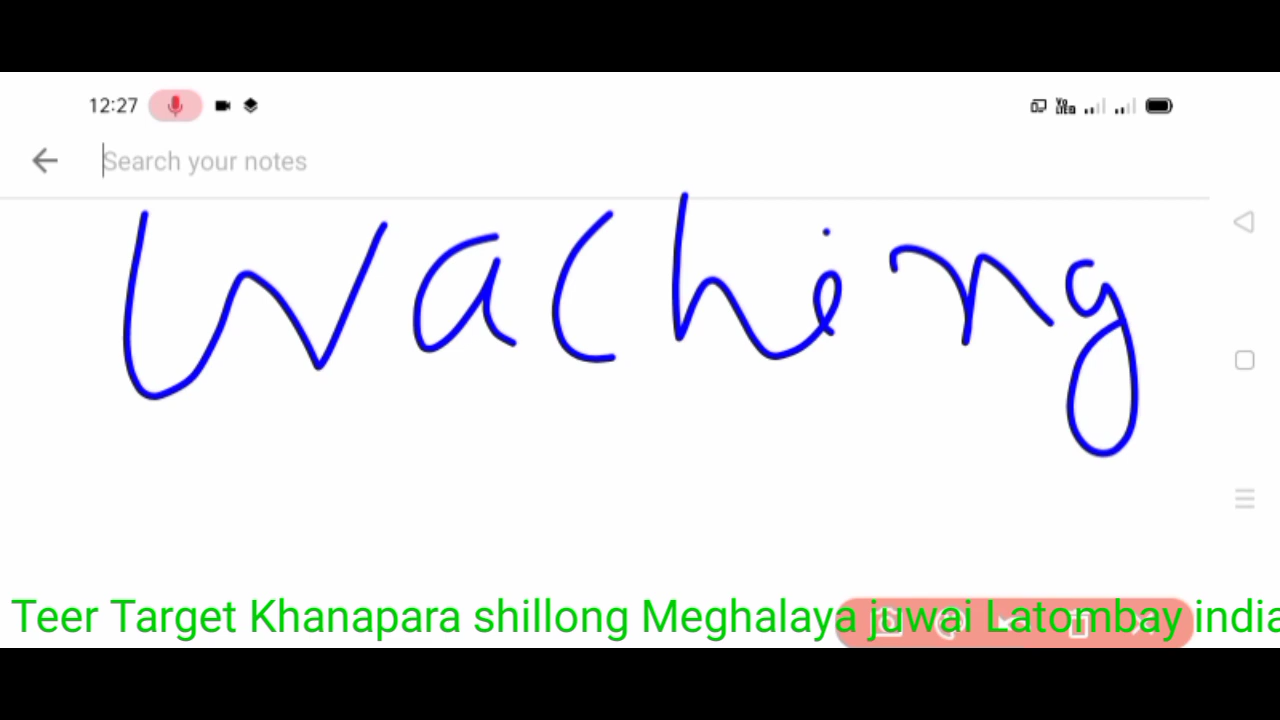 12:27
Search your notes
Waching
Teer Target Khanapara shillong Meghalaya juwai Latombay india